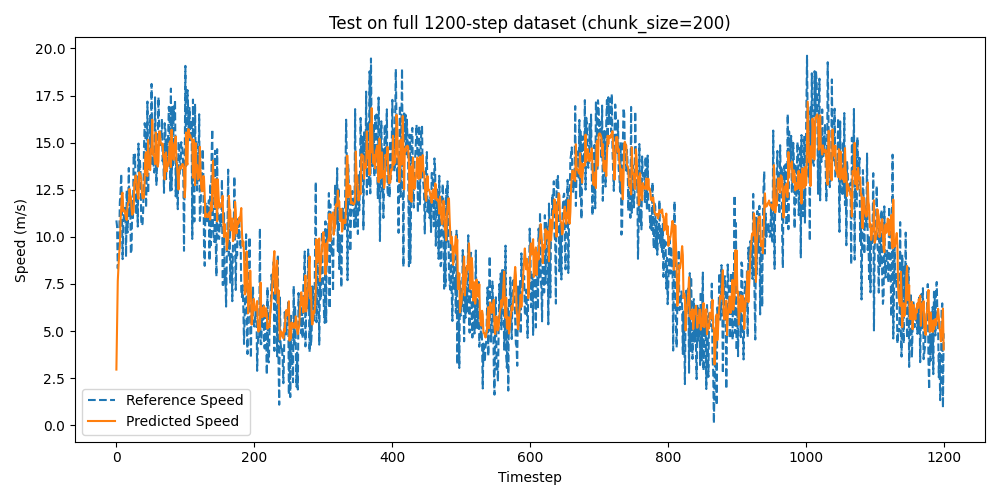 Test on full 1200-step dataset (chunk_size=200)
20.0
17.5
15.0
12.5
10.0
7.5
5.0
2.5
0.0
Speed (m/s)
Reference Speed
Predicted Speed
0 200 400 600 800 1000 1200
Timestep